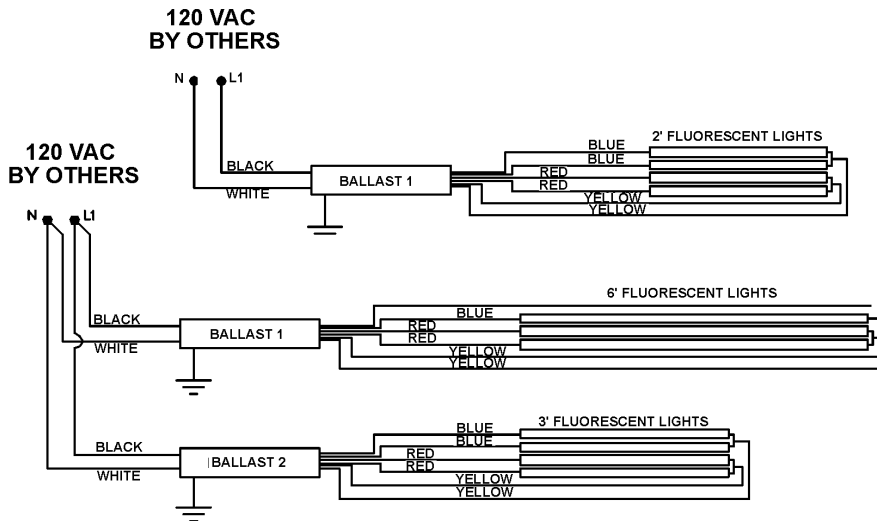 120 VAC
BY OTHERS
N L1
BLACK
WHITE
BALLAST 1
BLUE
BLUE
RED
RED
YELLOW
YELLOW
2' FLUORESCENT LIGHTS
120 VAC
BY OTHERS
N L1
BLACK
WHITE
BALLAST 1
BLUE
RED
RED
YELLOW
YELLOW
6' FLUORESCENT LIGHTS
BLACK
WHITE
BALLAST 2
BLUE
BLUE
RED
RED
YELLOW
YELLOW
3' FLUORESCENT LIGHTS